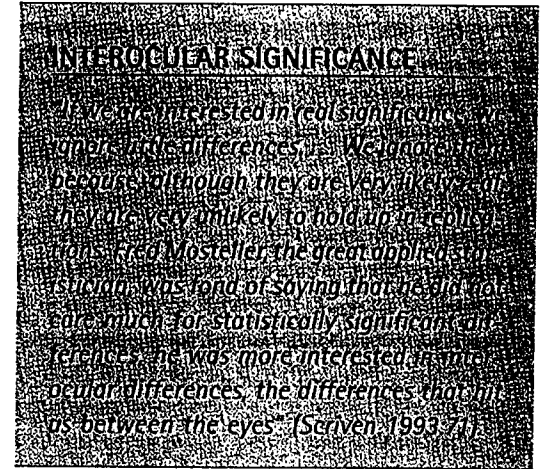 INTEROCULAR SIGNIFICANCE
"If we are interested in real significance, we
ignore little differences. ... We ignore them
because, although they are very likely real,
they are very unlikely to hold up in replica-
tions. Fred Mosteller, the great applied stat-
istician, was fond of saying that he did not
care much for statistically significant dif-
ferences, he was more interested in inter-
ocular differences, the differences that hit
us between the eyes" (Scriven, 1993:71).